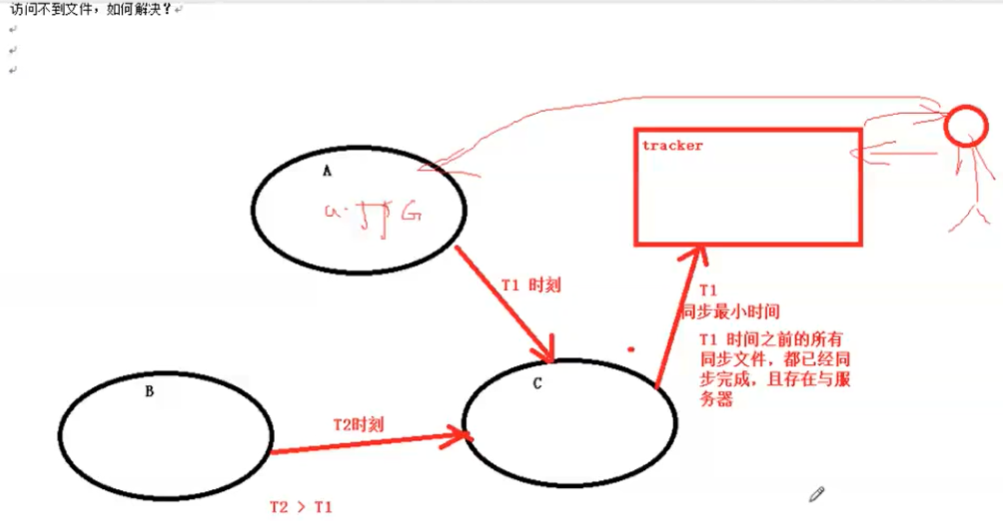 访问不到文件，如何解决？
tracker
A
T1 时刻
T1
同步最小时间
T1 时间之前的所有
同步文件，都已经同
步完成，且存在与服
务器
C
B
T2时刻
T2 > T1